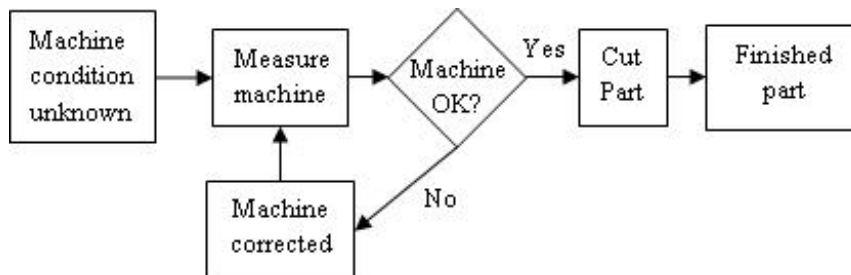 Machine
condition
unknown
Measure
machine
Machine
OK?
Yes
Cut
Part
Finished
part
No
Machine
corrected